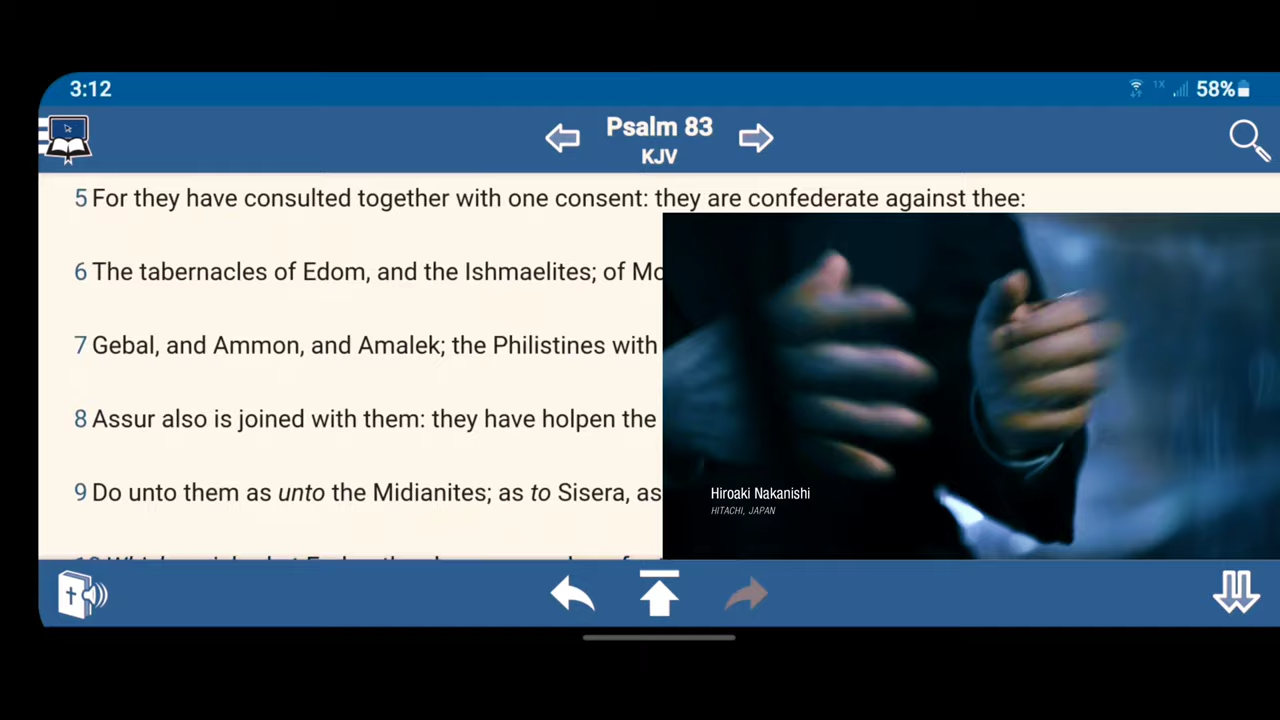 3:12
1X
58%
Psalm 83
KJV
5 For they have consulted together with one consent: they are confederate against thee:
6 The tabernacles of Edom, and the Ishmaelites; of Mo
7 Gebal, and Ammon, and Amalek; the Philistines with
8 Assur also is joined with them: they have holpen the
9 Do unto them as unto the Midianites; as to Sisera, as
Hiroaki Nakanishi
HITACHI, JAPAN